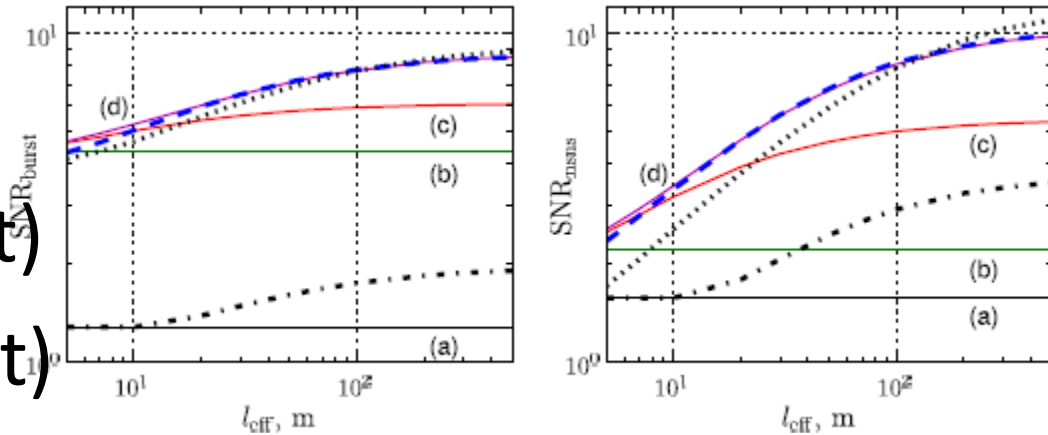 10¹
(d)
(c)
(b)
(a)
10⁰
10¹
10²
SNR_burst
l_eff, m
t)
t)
10¹
(d)
(c)
(b)
(a)
10⁰
10¹
10²
SNR_nsns
l_eff, m